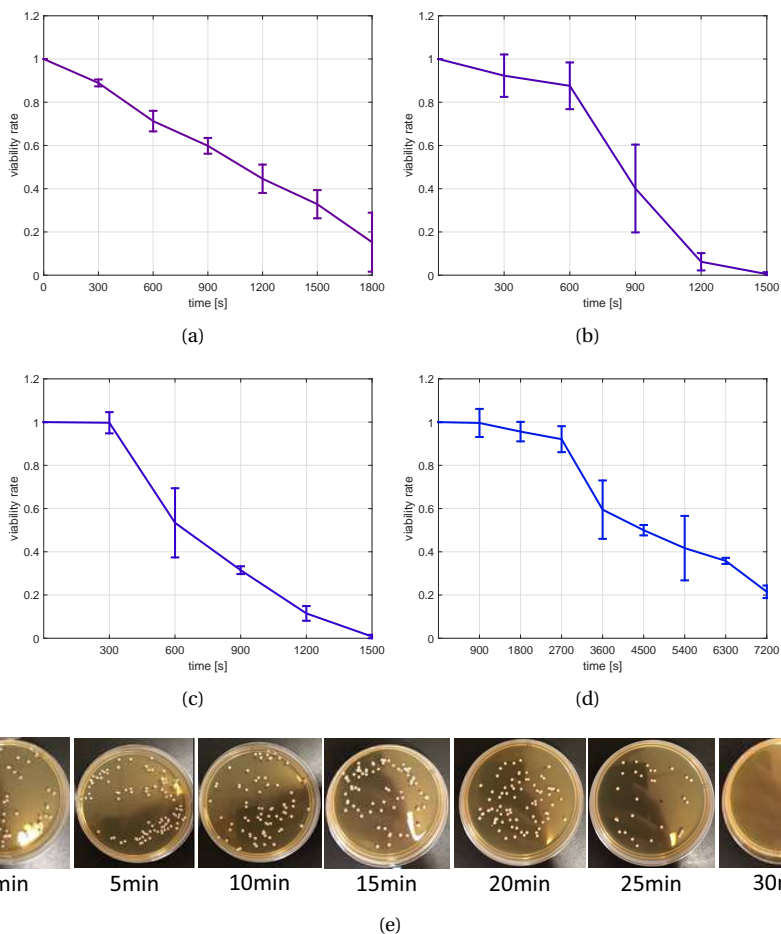 1.2
1
0.8
0.6
0.4
0.2
0
viability rate
0 300 600 900 1200 1500 1800
time [s]
(a)
1.2
1
0.8
0.6
0.4
0.2
0
viability rate
300 600 900 1200 1500
time [s]
(b)
1.2
1
0.8
0.6
0.4
0.2
0
viability rate
300 600 900 1200 1500
time [s]
(c)
1.2
1
0.8
0.6
0.4
0.2
0
viability rate
900 1800 2700 3600 4500 5400 6300 7200
time [s]
(d)
5min 10min 15min 20min 25min
(e)